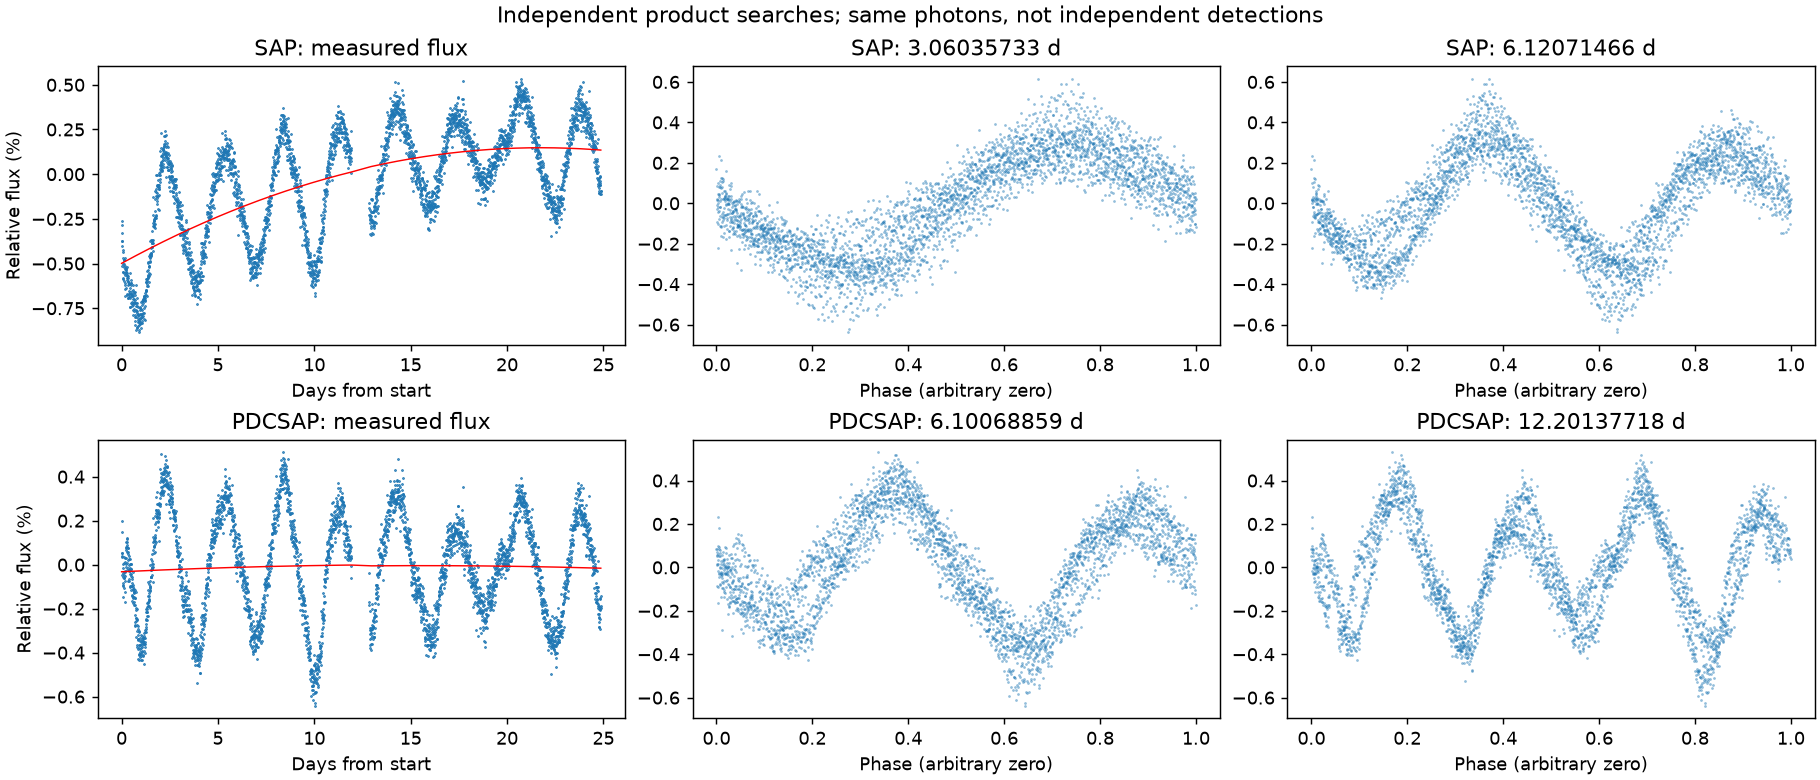 Independent product searches; same photons, not independent detections
SAP: measured flux
SAP: 3.06035733 d
SAP: 6.12071466 d
Relative flux (%)
0.50
0.25
0.00
−0.25
−0.50
−0.75
0 5 10 15 20 25
Days from start
0.6
0.4
0.2
0.0
−0.2
−0.4
−0.6
0.0 0.2 0.4 0.6 0.8 1.0
Phase (arbitrary zero)
0.6
0.4
0.2
0.0
−0.2
−0.4
−0.6
0.0 0.2 0.4 0.6 0.8 1.0
Phase (arbitrary zero)
PDCSAP: measured flux
PDCSAP: 6.10068859 d
PDCSAP: 12.20137718 d
Relative flux (%)
0.4
0.2
0.0
−0.2
−0.4
−0.6
0 5 10 15 20 25
Days from start
0.4
0.2
0.0
−0.2
−0.4
−0.6
0.0 0.2 0.4 0.6 0.8 1.0
Phase (arbitrary zero)
0.4
0.2
0.0
−0.2
−0.4
−0.6
0.0 0.2 0.4 0.6 0.8 1.0
Phase (arbitrary zero)